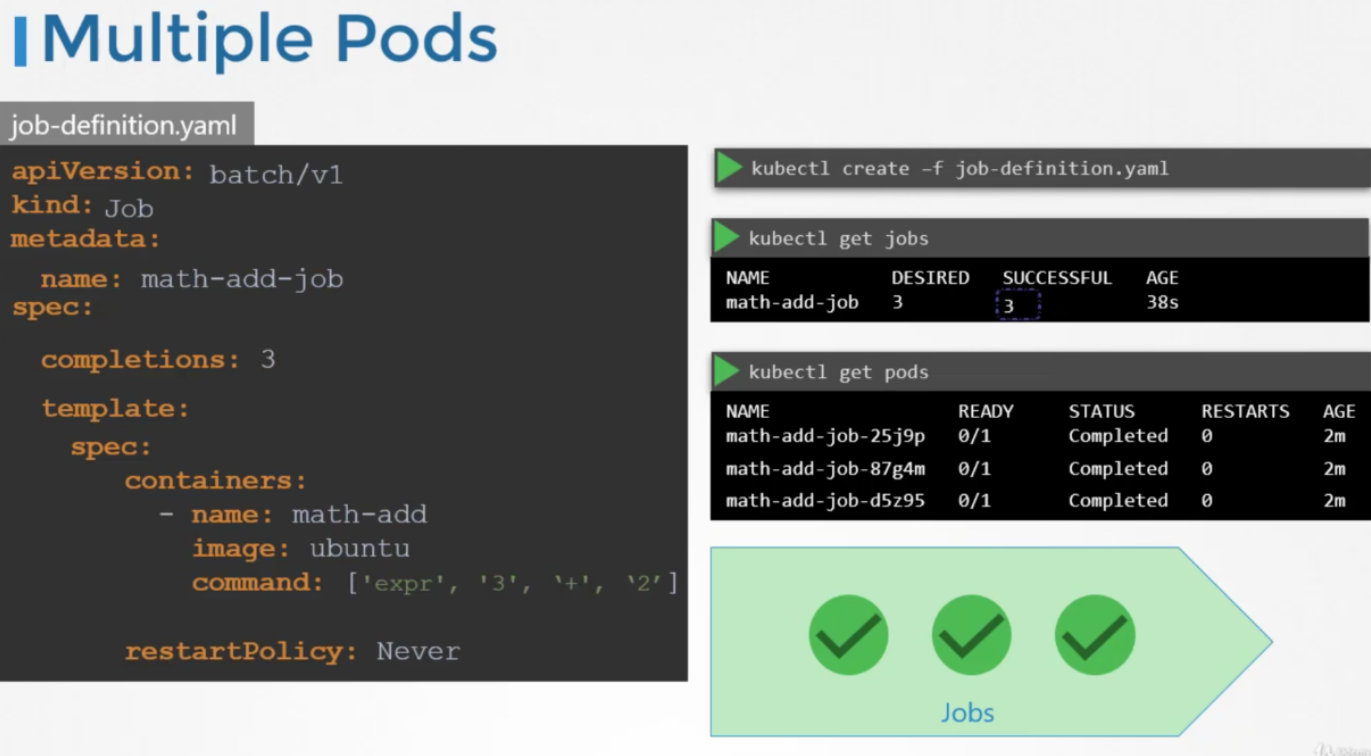 Multiple Pods
job-definition.yaml
apiVersion: batch/v1
kind: Job
metadata:
name: math-add-job
spec:
completions: 3
template:
spec:
containers:
- name: math-add
image: ubuntu
command: ['expr', '3', ‘+', ‘2’]
restartPolicy: Never
kubectl create –f job-definition.yaml
kubectl get jobs
NAME DESIRED SUCCESSFUL AGE
math-add-job 3 3 38s
kubectl get pods
NAME READY STATUS RESTARTS AGE
math-add-job-25j9p 0/1 Completed 0 2m
math-add-job-87g4m 0/1 Completed 0 2m
math-add-job-d5z95 0/1 Completed 0 2m
Jobs